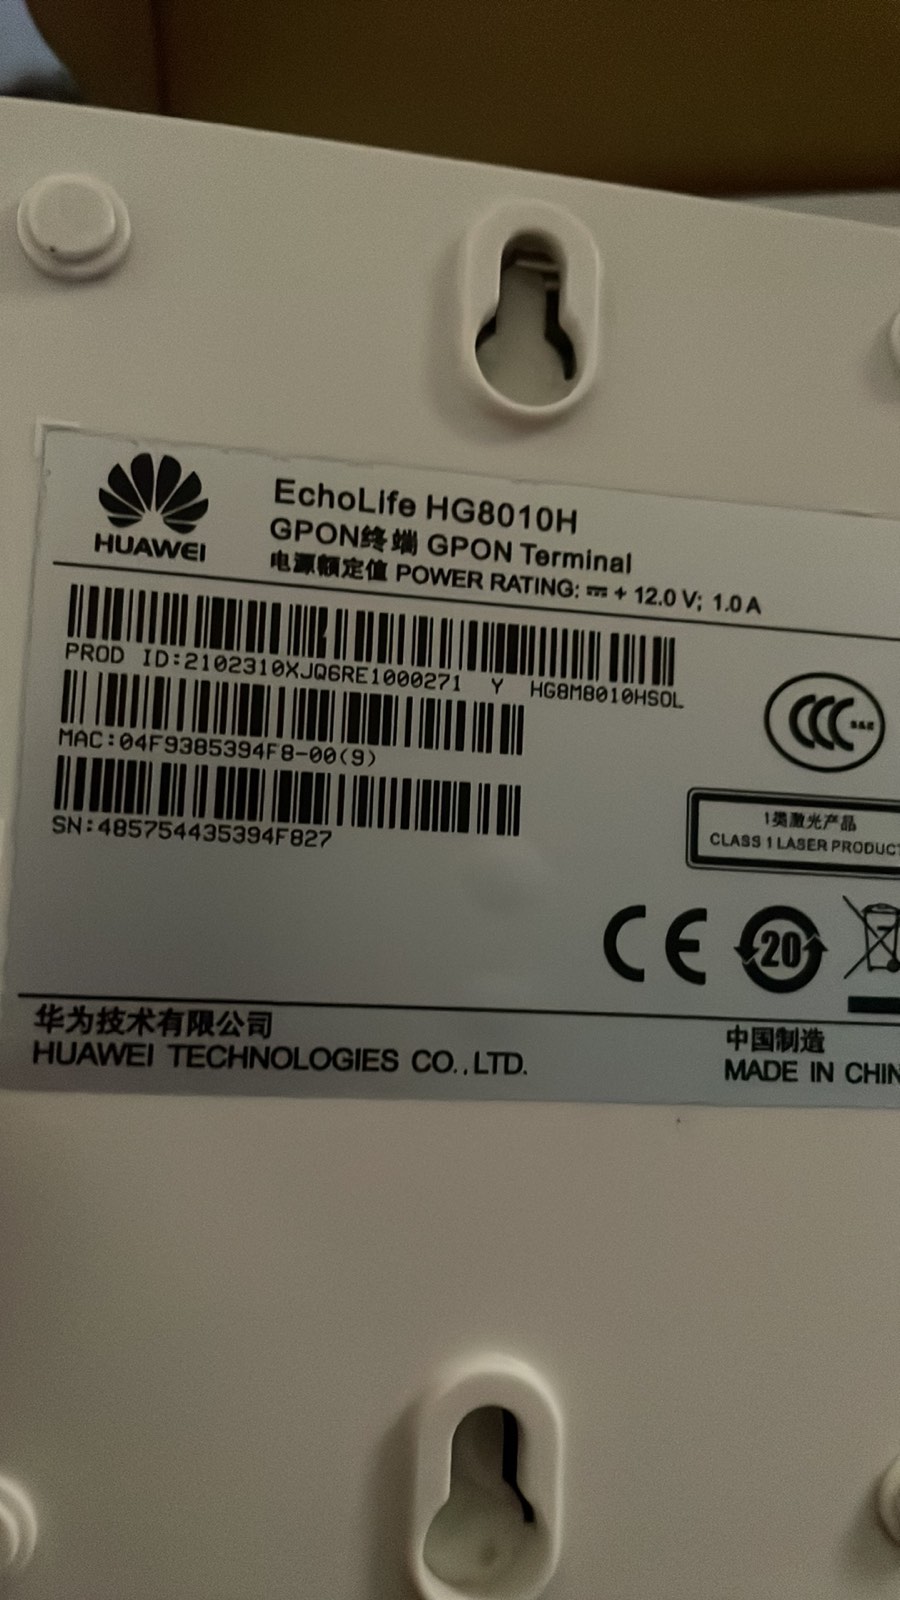 HUAWEI
EchoLife HG8010H
GPON终端 GPON Terminal
电源额定值 POWER RATING: ⎓ + 12.0 V; 1.0 A
PROD ID:2102310XJQ6RE1000271 Y HG8M8010HSOL
MAC:04F9385394F8-00(9)
SN:485754435394F827
CCC S&E
1类激光产品
CLASS 1 LASER PRODUCT
CE 20
华为技术有限公司
HUAWEI TECHNOLOGIES CO.,LTD.
中国制造
MADE IN CHIN